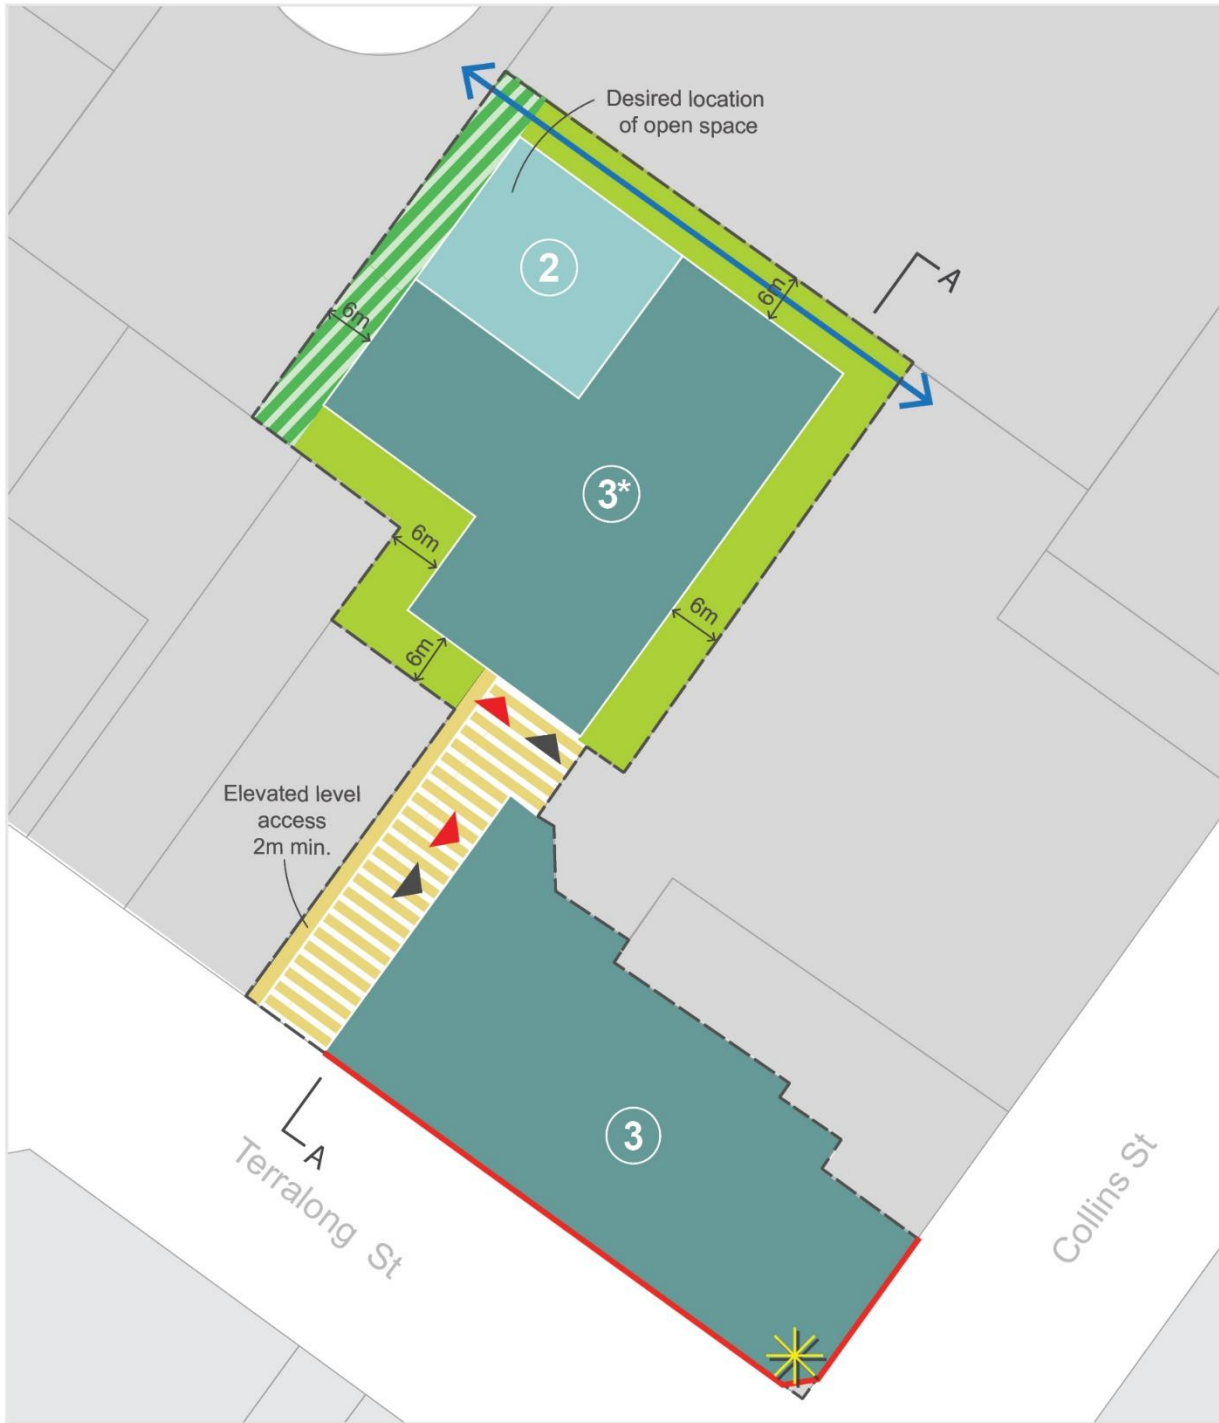 Desired location
of open space
2
A
6m
6m
3*
6m
6m
6m
Elevated level
access
2m min.
3
A
Terralong St
Collins St